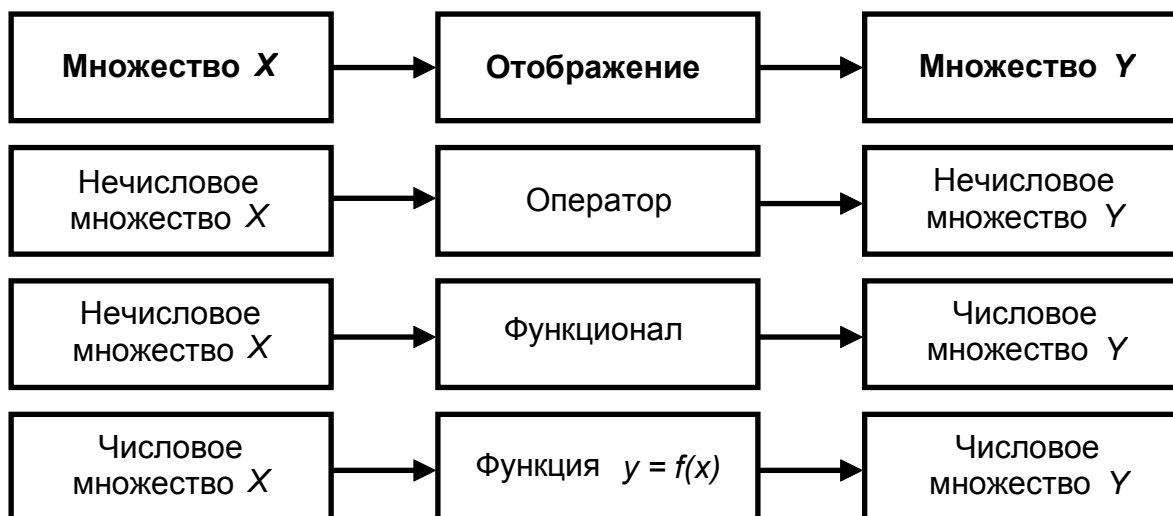 Множество X
Отображение
Множество Y
Нечисловое
множество X
Оператор
Нечисловое
множество Y
Нечисловое
множество X
Функционал
Числовое
множество Y
Числовое
множество X
Функция y = f(x)
Числовое
множество Y